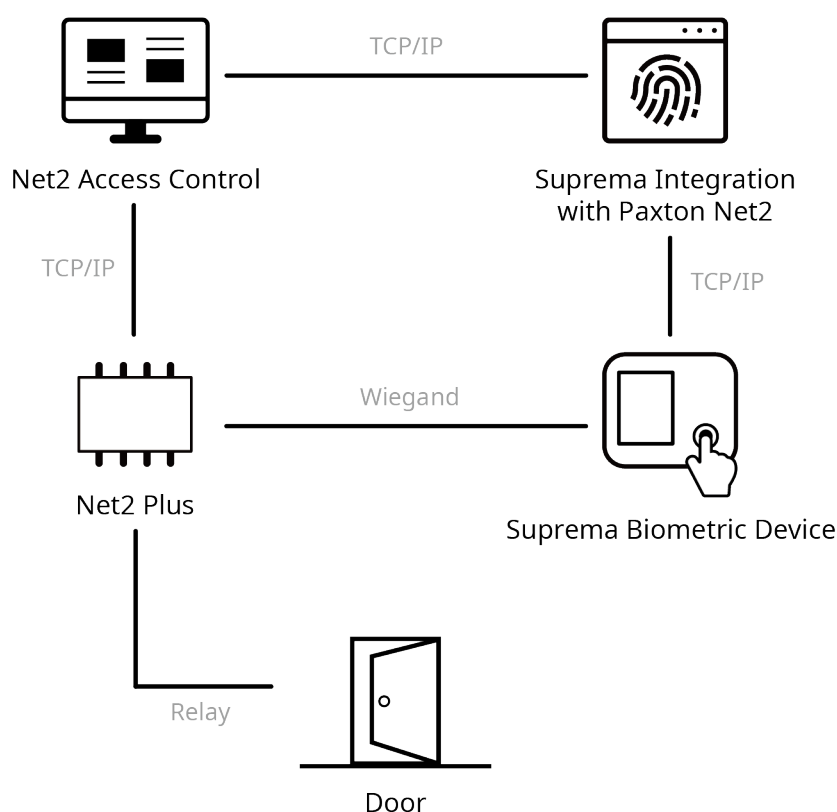 TCP/IP
Net2 Access Control
Suprema Integration
with Paxton Net2
TCP/IP
TCP/IP
Wiegand
Net2 Plus
Suprema Biometric Device
Relay
Door